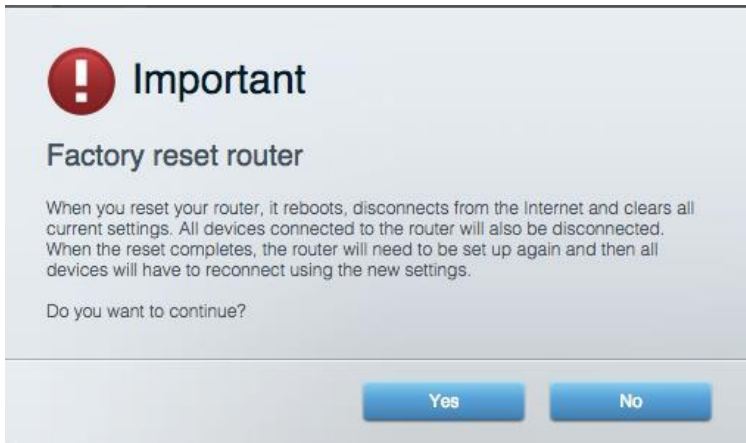 Important
Factory reset router
When you reset your router, it reboots, disconnects from the Internet and clears all
current settings. All devices connected to the router will also be disconnected.
When the reset completes, the router will need to be set up again and then all
devices will have to reconnect using the new settings.
Do you want to continue?
Yes
No